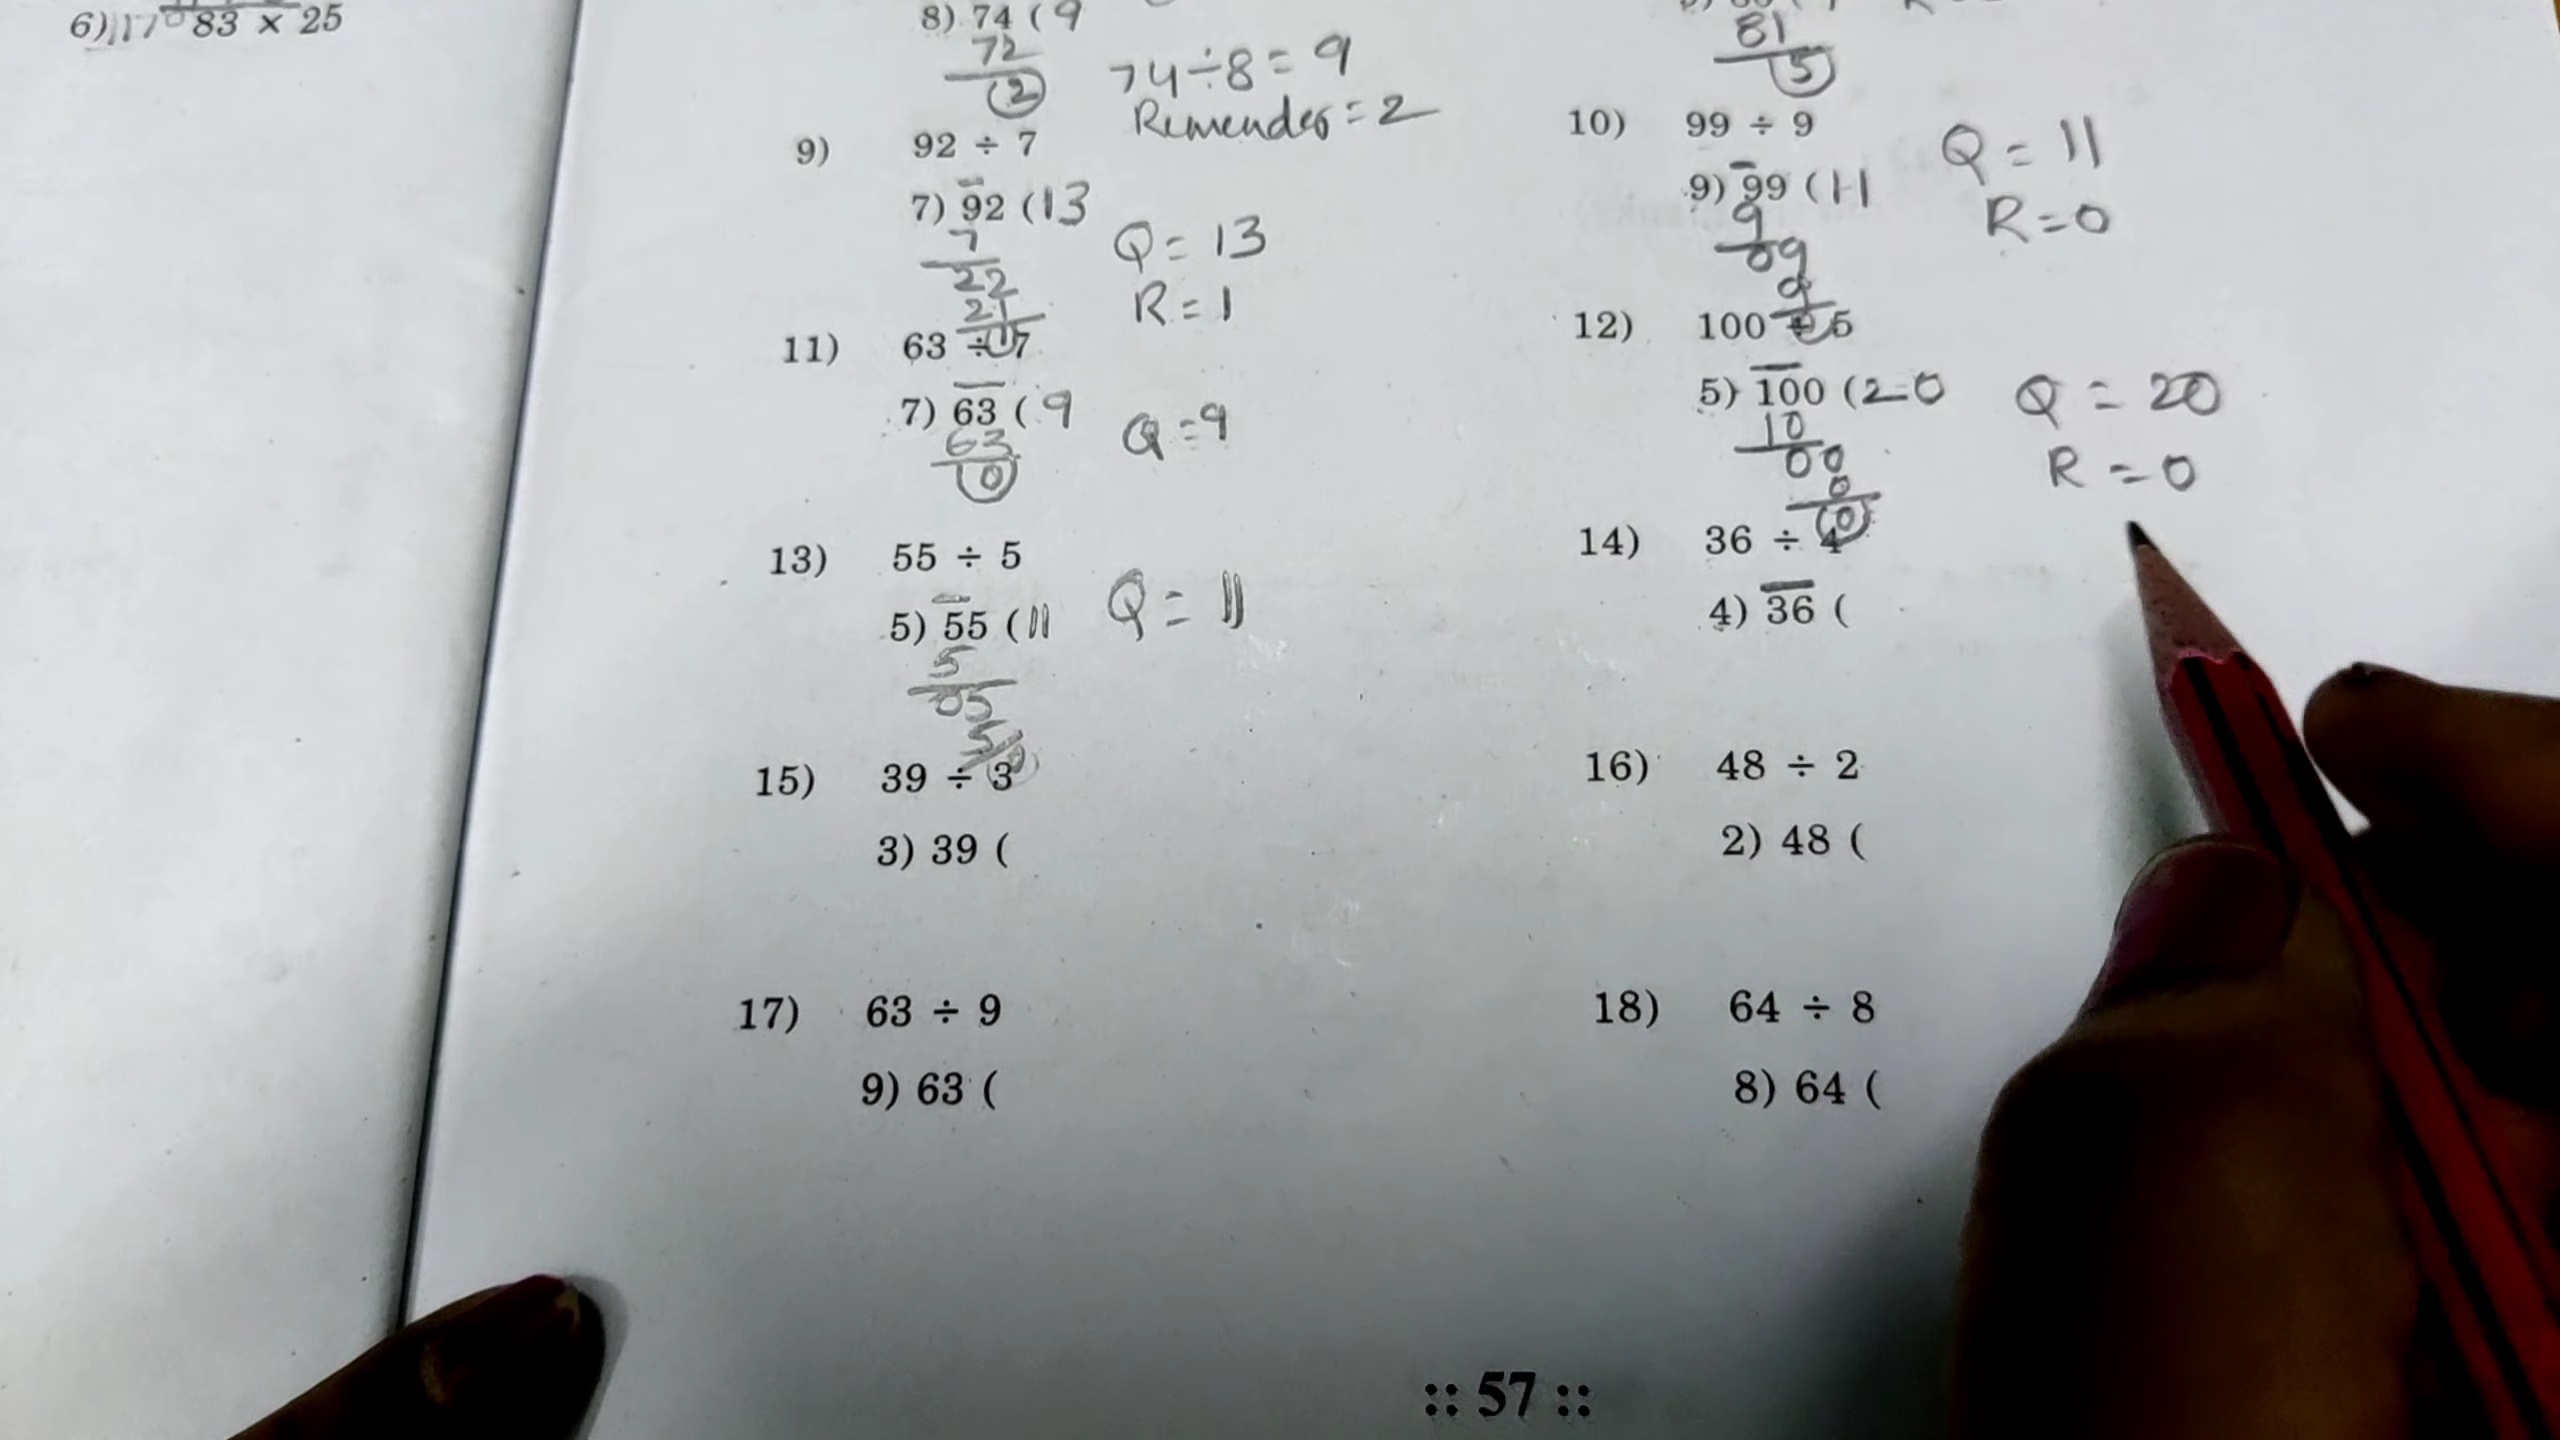 6) 117 83 × 25
8) 74 ( 9
72
2
74÷8 = 9
Remender = 2
81
5
9) 92 ÷ 7
7) 92 ( 13
7
22
21
1
Q = 13
R = 1
10) 99 ÷ 9
9) 99 ( 11
9
09
9
Q = 11
R = 0
11) 63 ÷ 7
7) 63 ( 9
63
0
Q = 9
12) 100 ÷ 5
5) 100 ( 20
10
00
0
0
Q = 20
R = 0
13) 55 ÷ 5
5) 55 ( 11
5
05
5
0
Q = 11
14) 36 ÷ 4
4) 36 (
15) 39 ÷ 3
3) 39 (
16) 48 ÷ 2
2) 48 (
17) 63 ÷ 9
9) 63 (
18) 64 ÷ 8
8) 64 (
:: 57 ::